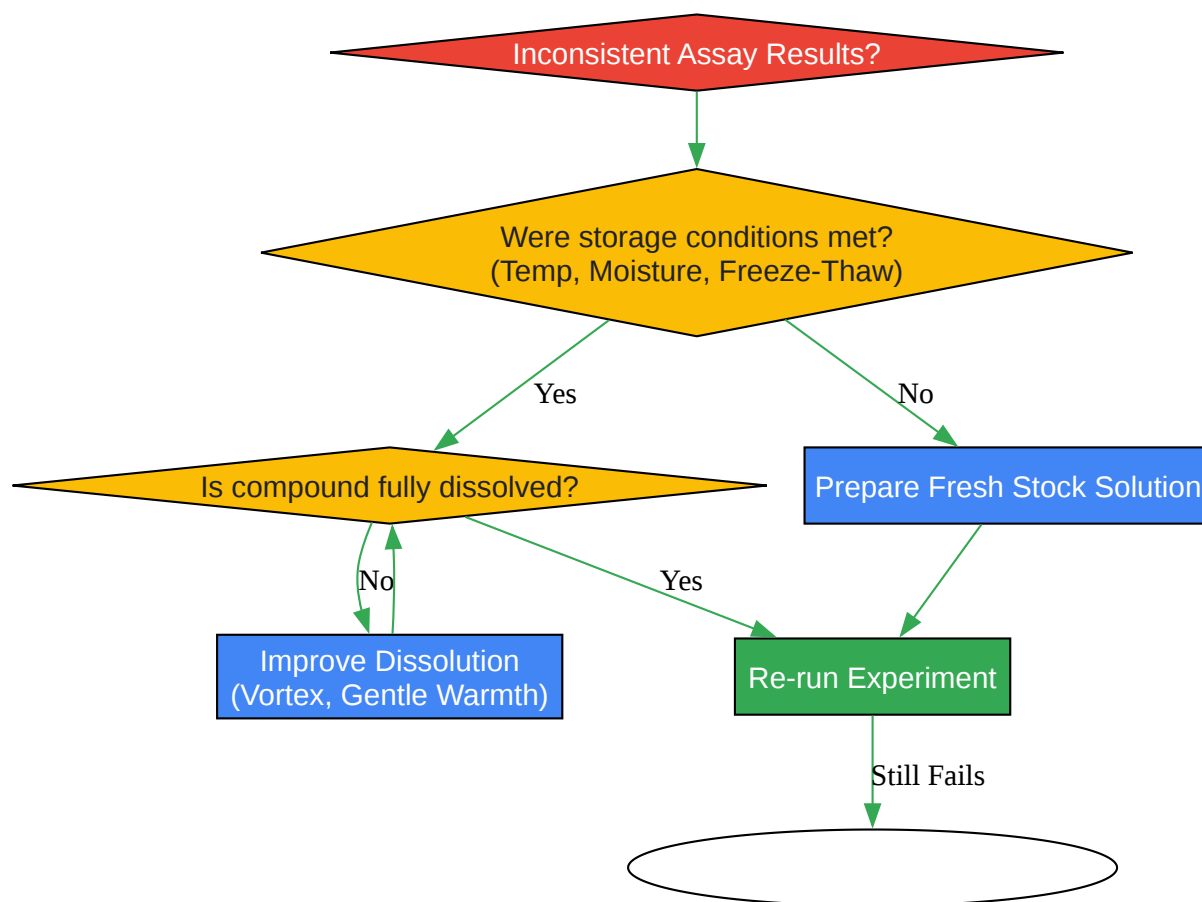 Inconsistent Assay Results?
Were storage conditions met?
(Temp, Moisture, Freeze-Thaw)
Yes
No
Is compound fully dissolved?
Prepare Fresh Stock Solution
No
Yes
Improve Dissolution
(Vortex, Gentle Warmth)
Re-run Experiment
Still Fails